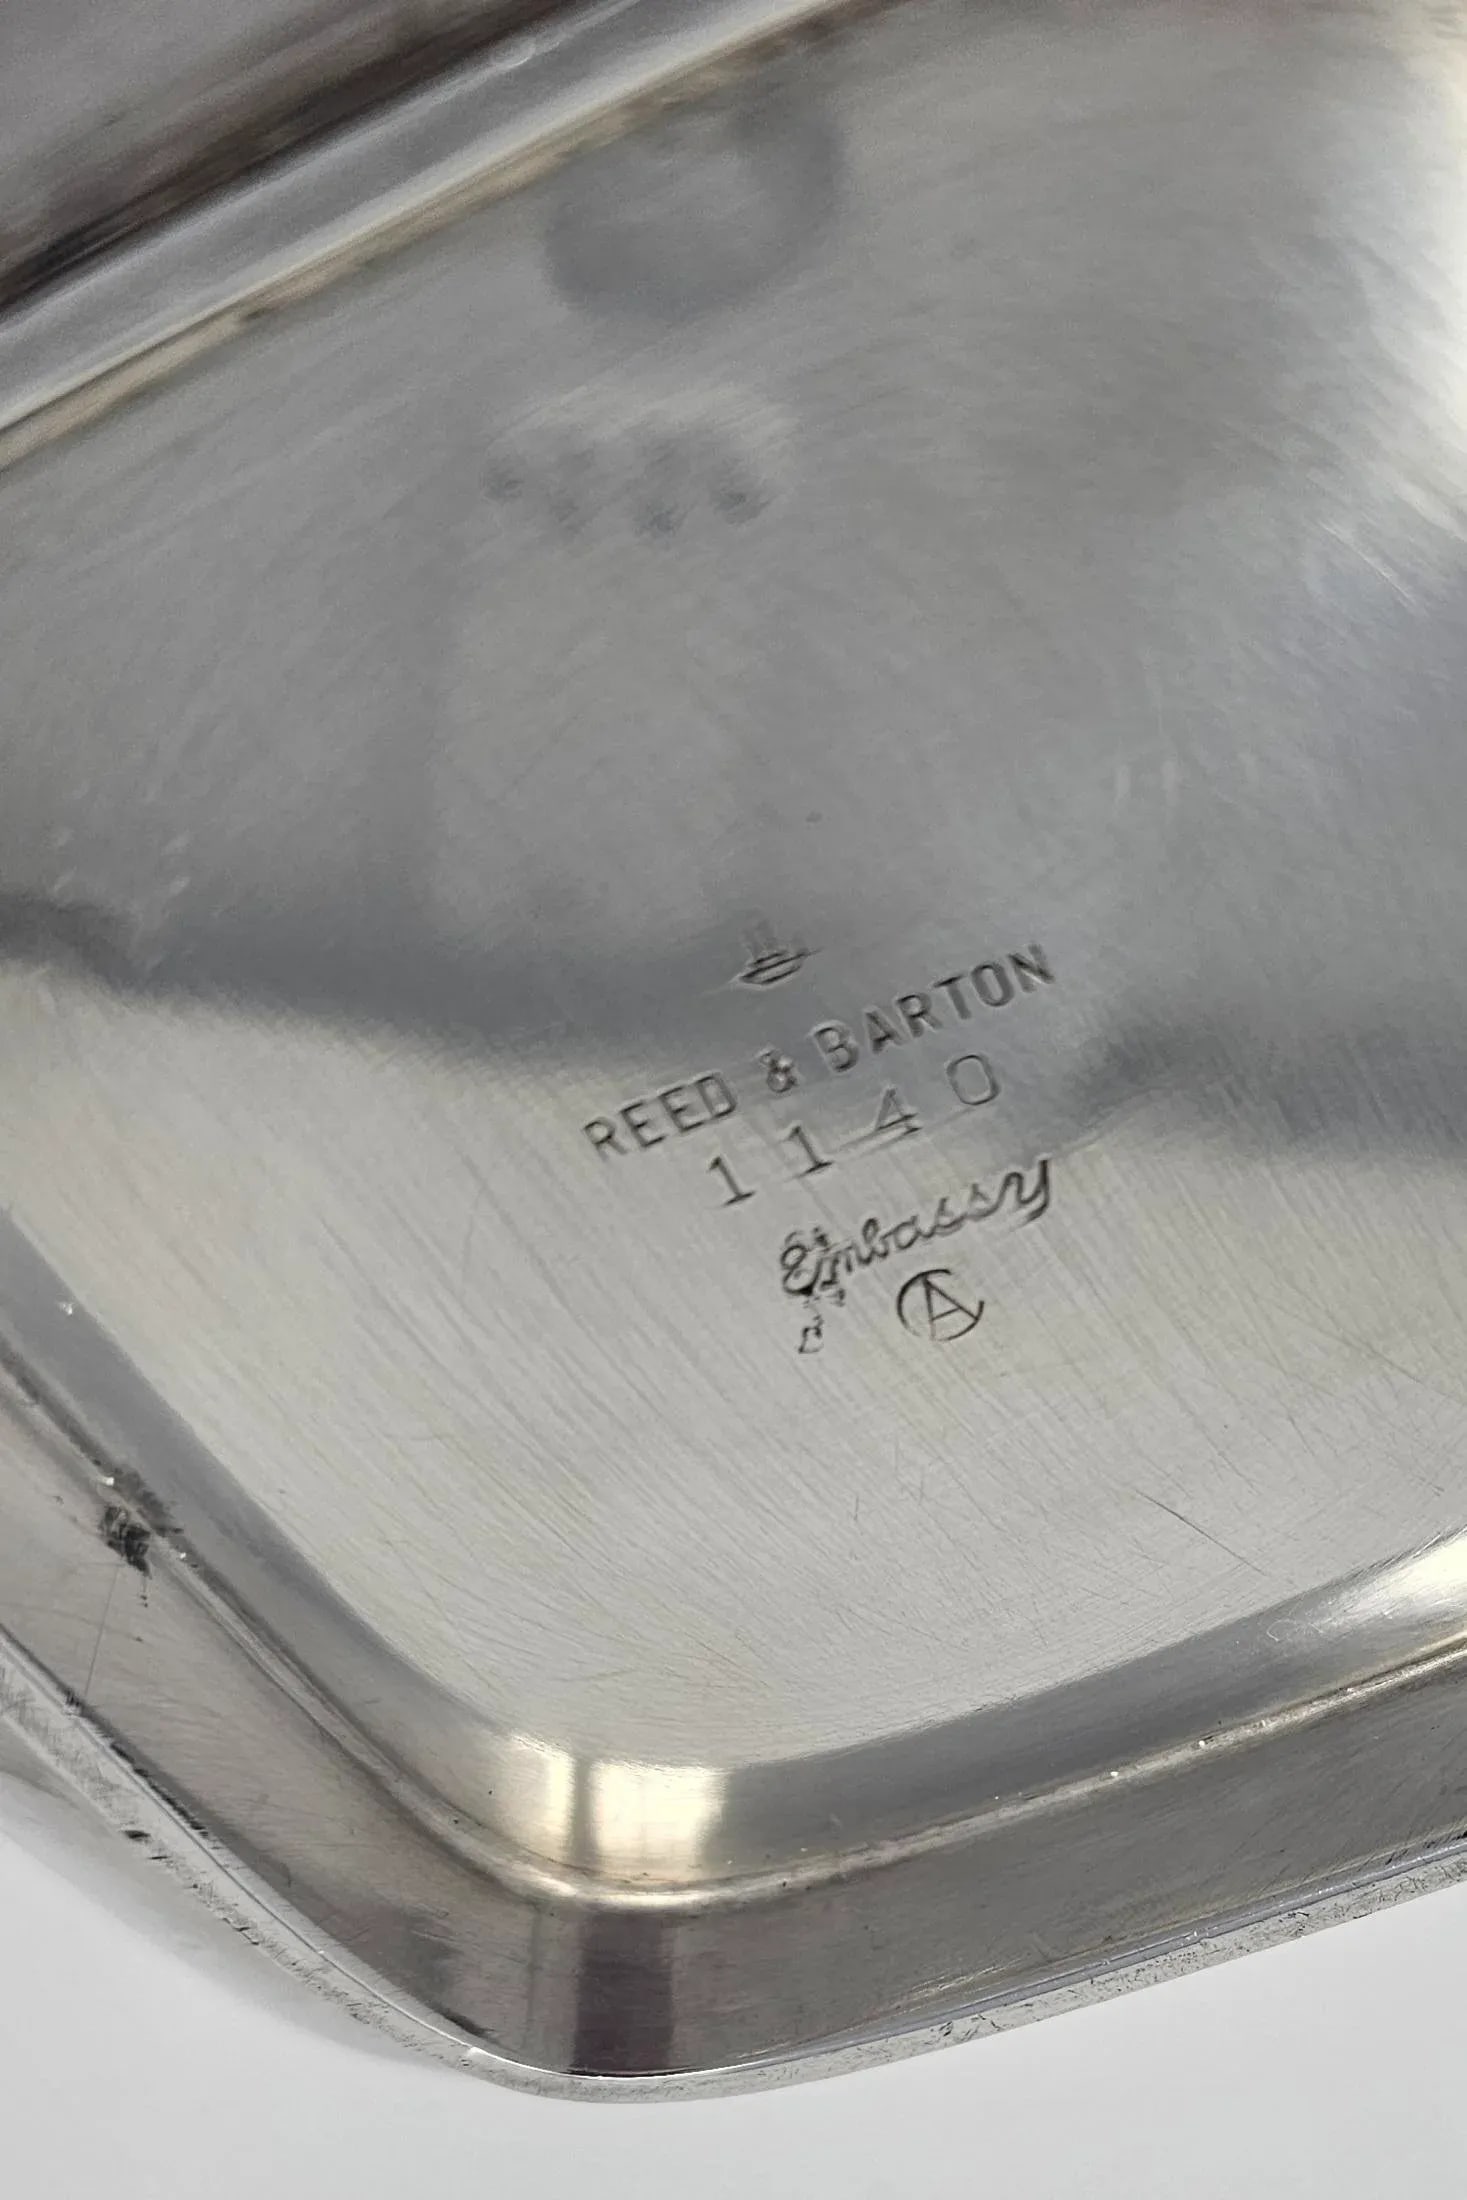 REED & BARTON
1140
Embassy